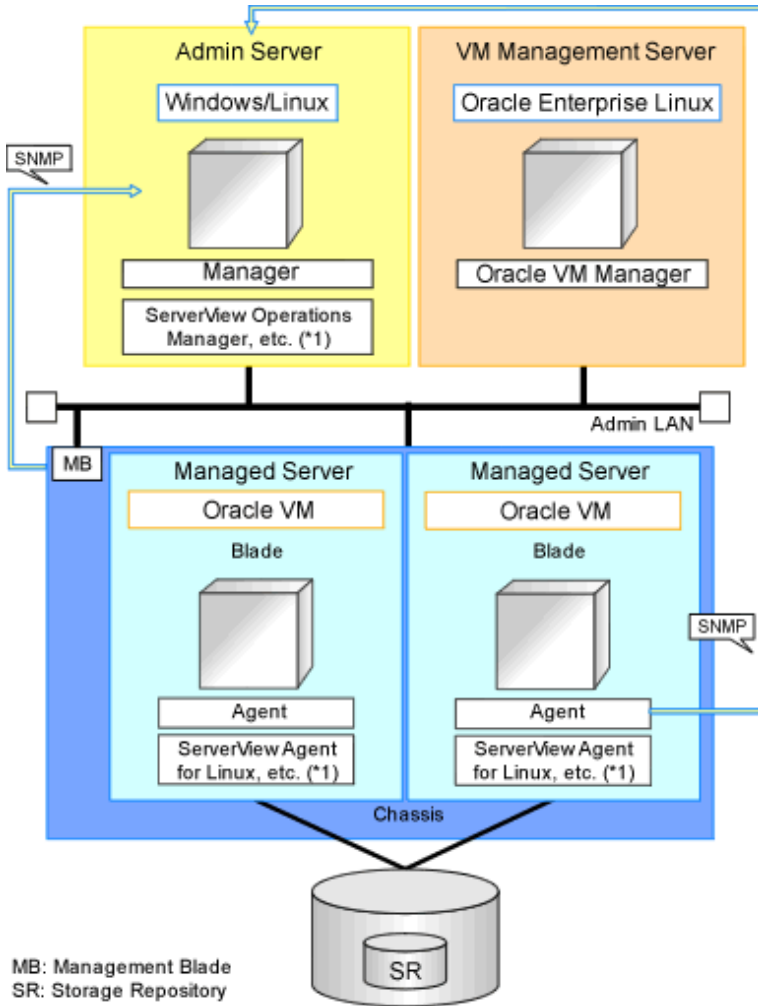 Admin Server
Windows/Linux
Manager
ServerView Operations
Manager, etc. (*1)
VM Management Server
Oracle Enterprise Linux
Oracle VM Manager
SNMP
Admin LAN
MB
Managed Server
Oracle VM
Blade
Agent
ServerView Agent
for Linux, etc. (*1)
Managed Server
Oracle VM
Blade
Agent
ServerView Agent
for Linux, etc. (*1)
SNMP
Chassis
SR
MB: Management Blade
SR: Storage Repository